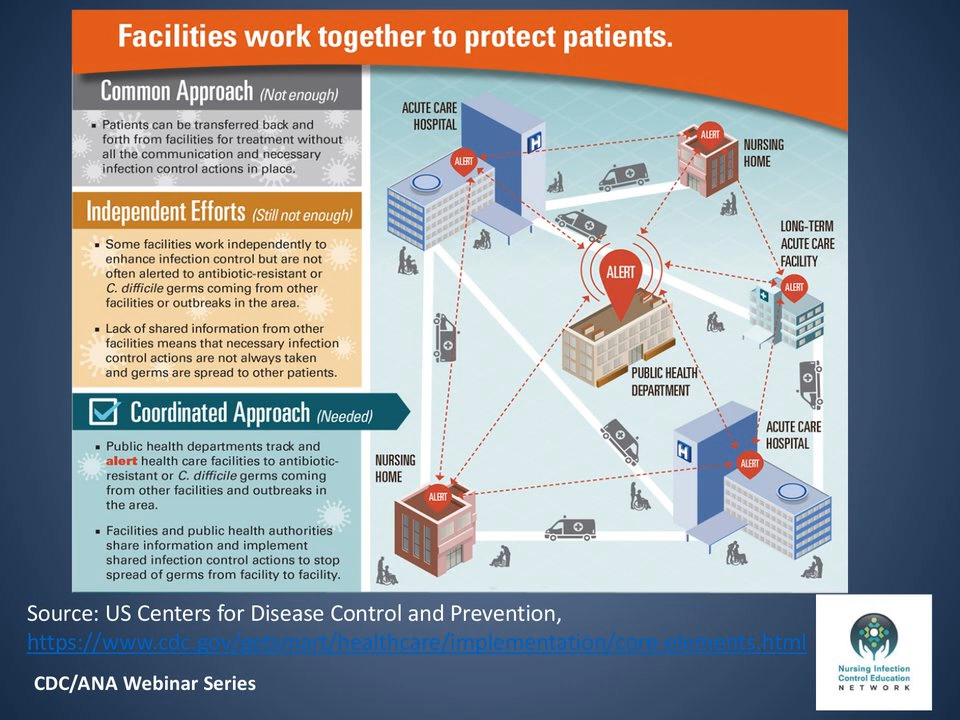 Facilities work together to protect patients.
Common Approach (Not enough)
▪ Patients can be transferred back and
forth from facilities for treatment without
all the communication and necessary
infection control actions in place.
Independent Efforts (Still not enough)
▪ Some facilities work independently to
enhance infection control but are not
often alerted to antibiotic-resistant or
C. difficile germs coming from other
facilities or outbreaks in the area.
▪ Lack of shared information from other
facilities means that necessary infection
control actions are not always taken
and germs are spread to other patients.
Coordinated Approach (Needed)
▪ Public health departments track and
alert health care facilities to antibiotic-
resistant or C. difficile germs coming
from other facilities and outbreaks in
the area.
▪ Facilities and public health authorities
share information and implement
shared infection control actions to stop
spread of germs from facility to facility.
ACUTE CARE
HOSPITAL
ALERT
H
ALERT
NURSING
HOME
LONG-TERM
ACUTE CARE
FACILITY
ALERT
ALERT
PUBLIC HEALTH
DEPARTMENT
ACUTE CARE
HOSPITAL
H
ALERT
NURSING
HOME
ALERT
Source: US Centers for Disease Control and Prevention,
https://www.cdc.gov/getsmart/healthcare/implementation/core-elements.html
CDC/ANA Webinar Series
Nursing Infection
Control Education
NETWORK